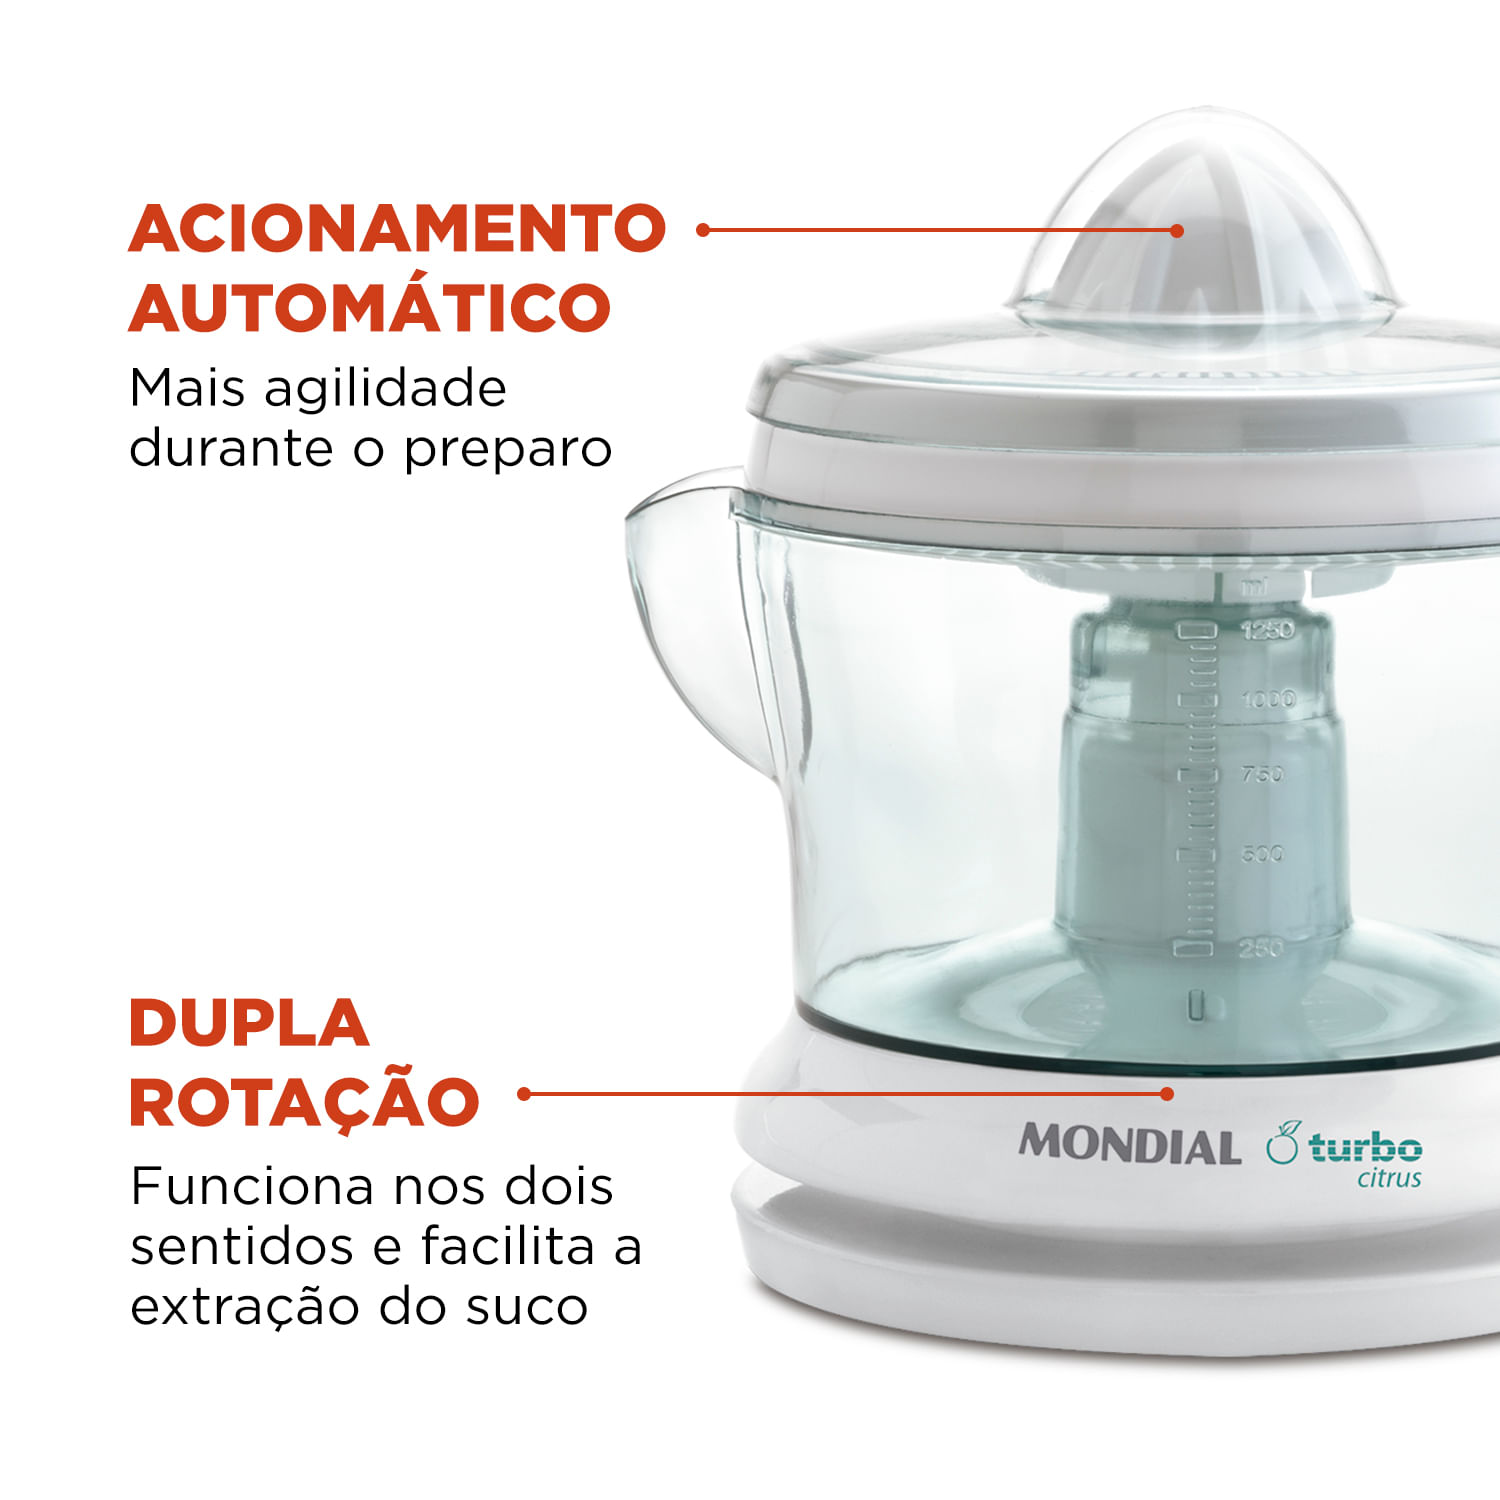 ACIONAMENTO
AUTOMÁTICO
Mais agilidade
durante o preparo
ml
1250
1000
750
500
250
DUPLA
ROTAÇÃO
Funciona nos dois
sentidos e facilita a
extração do suco
MONDIAL turbo
citrus